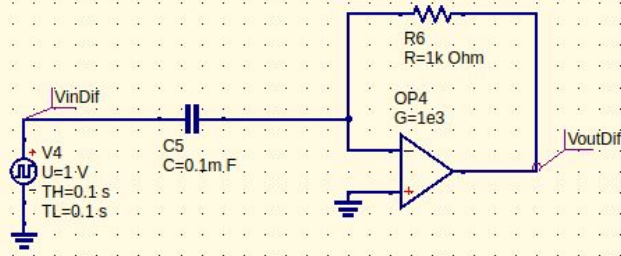 R6
R=1k Ohm
VinDif
OP4
G=1e3
C5
C=0.1m F
VoutDif
V4
U=1 V
TH=0.1 s
TL=0.1 s